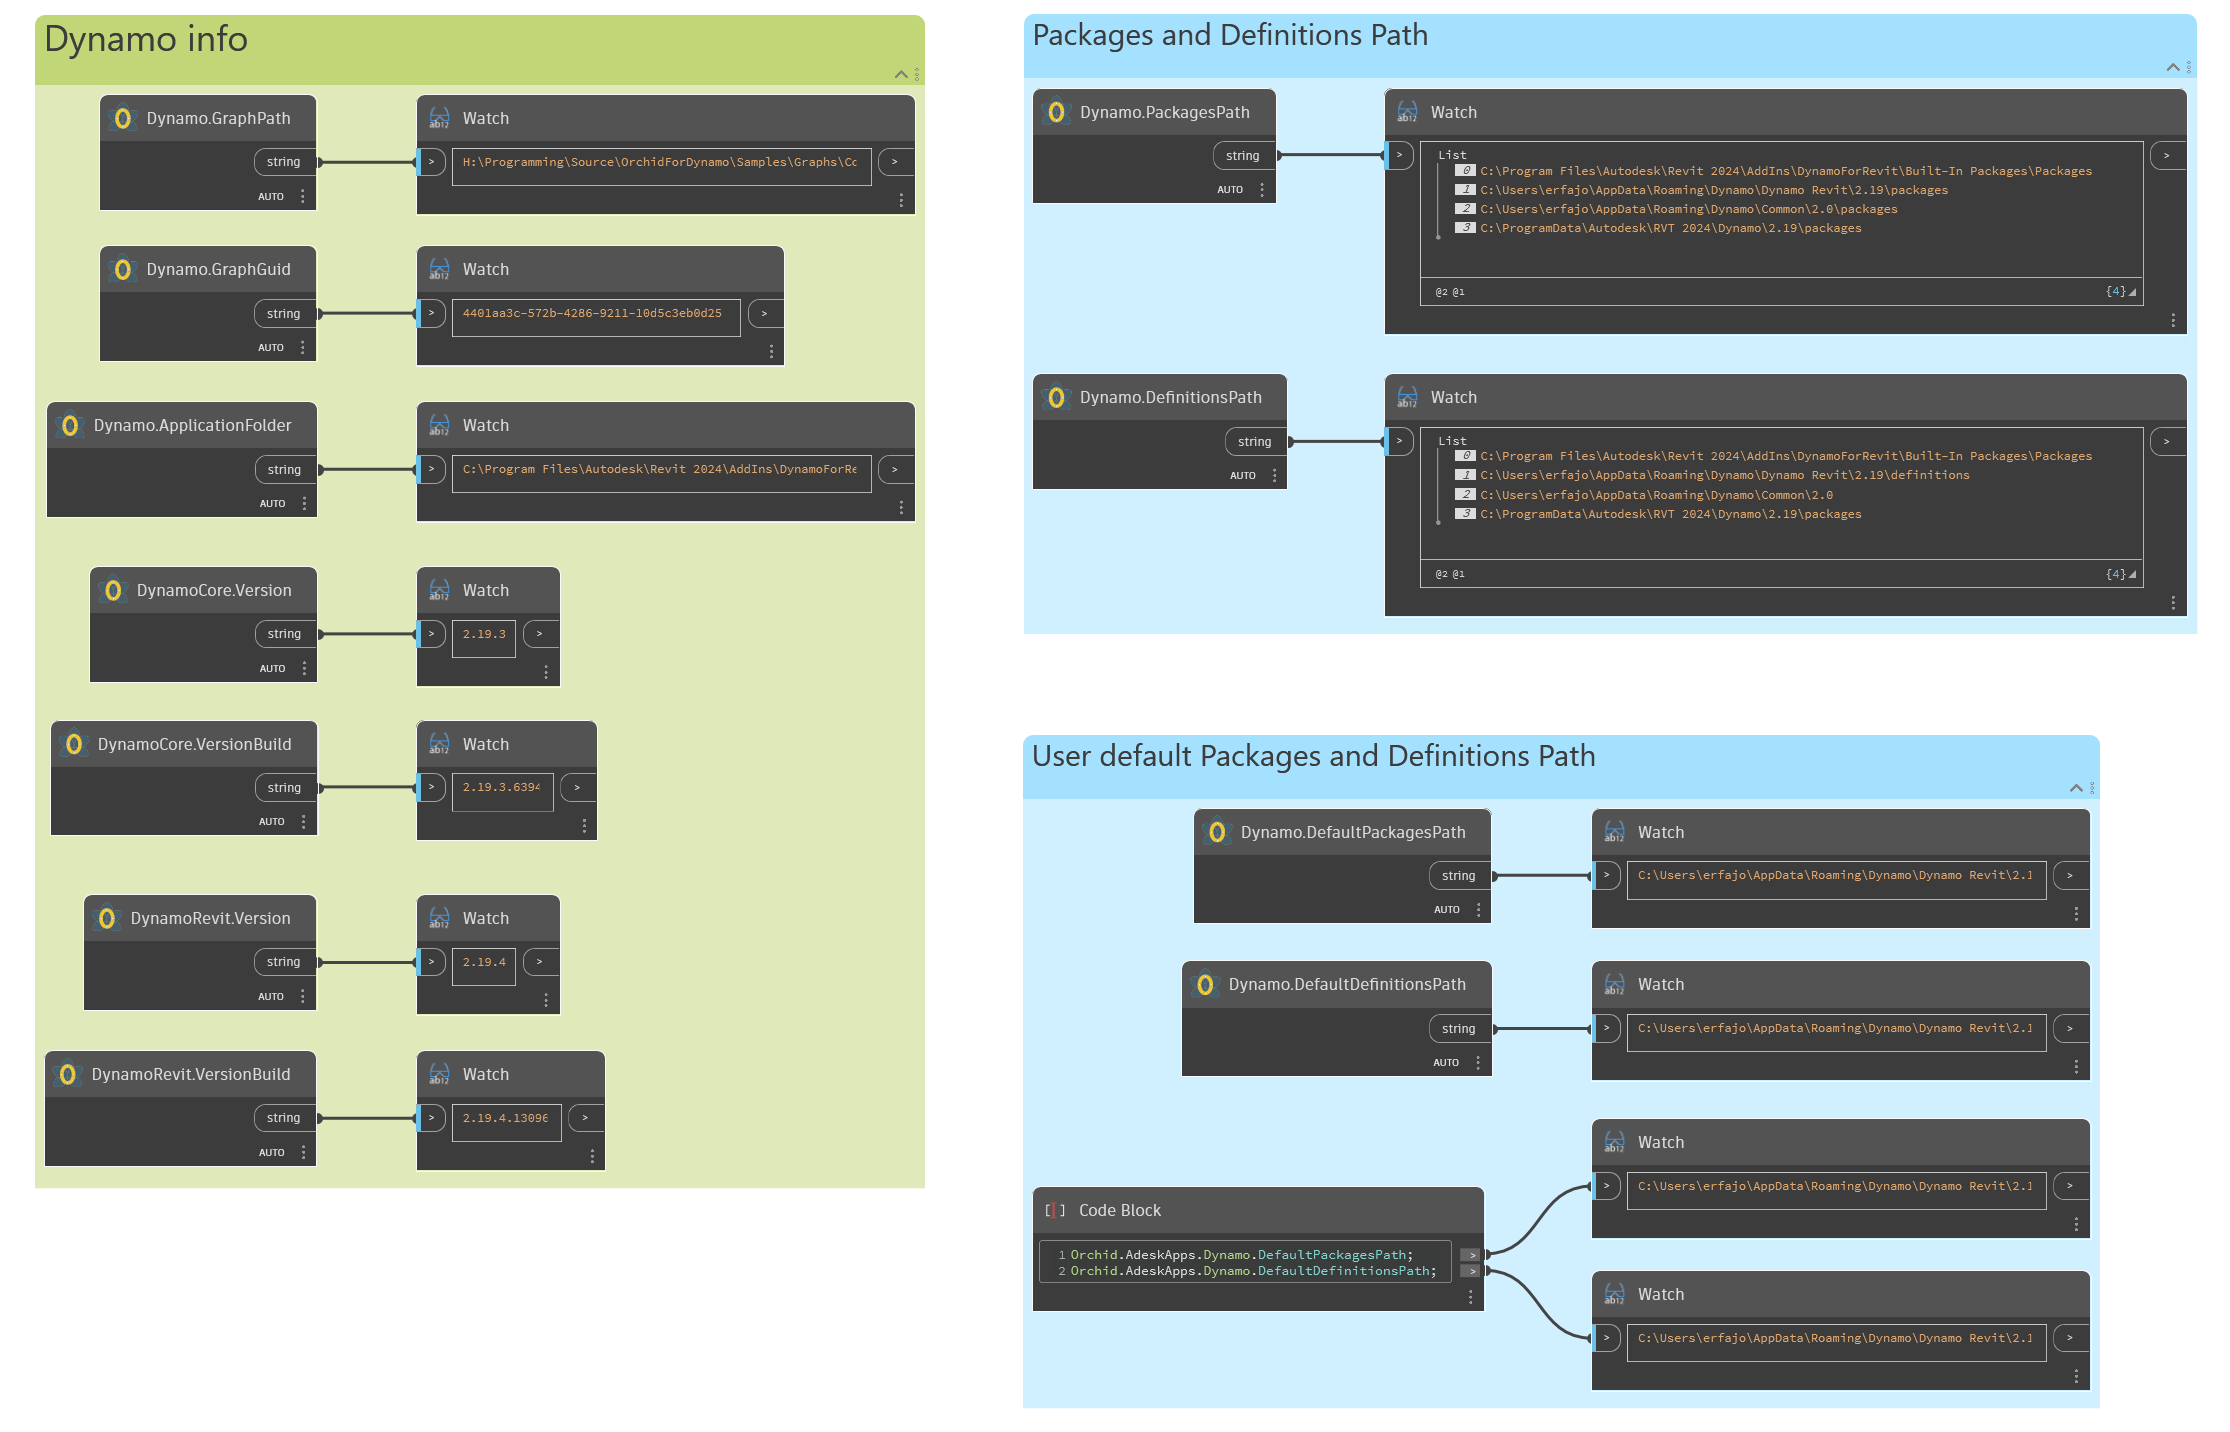 Dynamo info
Dynamo.GraphPath
Watch
string
>
H:\Programming\Source\OrchidForDynamo\Samples\Graphs\Cc
>
AUTO
Dynamo.GraphGuid
Watch
string
>
4401aa3c-572b-4286-9211-10d5c3eb0d25
>
AUTO
Dynamo.ApplicationFolder
Watch
string
>
C:\Program Files\Autodesk\Revit 2024\AddIns\DynamoForRe
>
AUTO
DynamoCore.Version
Watch
string
>
2.19.3
>
AUTO
DynamoCore.VersionBuild
Watch
string
>
2.19.3.6394
>
AUTO
DynamoRevit.Version
Watch
string
>
2.19.4
>
AUTO
DynamoRevit.VersionBuild
Watch
string
>
2.19.4.13096
>
AUTO
Packages and Definitions Path
Dynamo.PackagesPath
Watch
string
>
List
>
0 C:\Program Files\Autodesk\Revit 2024\AddIns\DynamoForRevit\Built-In Packages\Packages
1 C:\Users\erfajo\AppData\Roaming\Dynamo\Dynamo Revit\2.19\packages
2 C:\Users\erfajo\AppData\Roaming\Dynamo\Common\2.0\packages
3 C:\ProgramData\Autodesk\RVT 2024\Dynamo\2.19\packages
AUTO
@2 @1
{4}
Dynamo.DefinitionsPath
Watch
string
>
List
>
0 C:\Program Files\Autodesk\Revit 2024\AddIns\DynamoForRevit\Built-In Packages\Packages
1 C:\Users\erfajo\AppData\Roaming\Dynamo\Dynamo Revit\2.19\definitions
2 C:\Users\erfajo\AppData\Roaming\Dynamo\Common\2.0
3 C:\ProgramData\Autodesk\RVT 2024\Dynamo\2.19\packages
AUTO
@2 @1
{4}
User default Packages and Definitions Path
Dynamo.DefaultPackagesPath
Watch
string
>
C:\Users\erfajo\AppData\Roaming\Dynamo\Dynamo Revit\2.1
>
AUTO
Dynamo.DefaultDefinitionsPath
Watch
string
>
C:\Users\erfajo\AppData\Roaming\Dynamo\Dynamo Revit\2.1
>
AUTO
Code Block
1 Orchid.AdeskApps.Dynamo.DefaultPackagesPath;
>
2 Orchid.AdeskApps.Dynamo.DefaultDefinitionsPath;
>
Watch
>
C:\Users\erfajo\AppData\Roaming\Dynamo\Dynamo Revit\2.1
>
Watch
>
C:\Users\erfajo\AppData\Roaming\Dynamo\Dynamo Revit\2.1
>